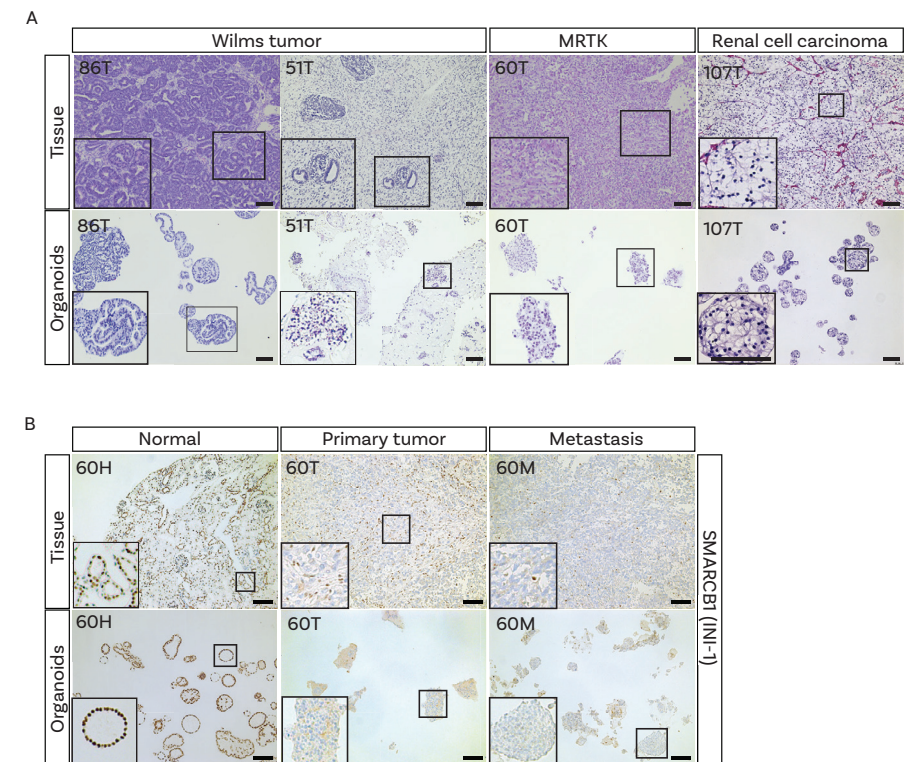 A
Wilms tumor
MRTK
Renal cell carcinoma
Tissue
86T
51T
60T
107T
Organoids
86T
51T
60T
107T
B
Normal
Primary tumor
Metastasis
Tissue
60H
60T
60M
Organoids
60H
60T
60M
SMARCB1 (INI-1)